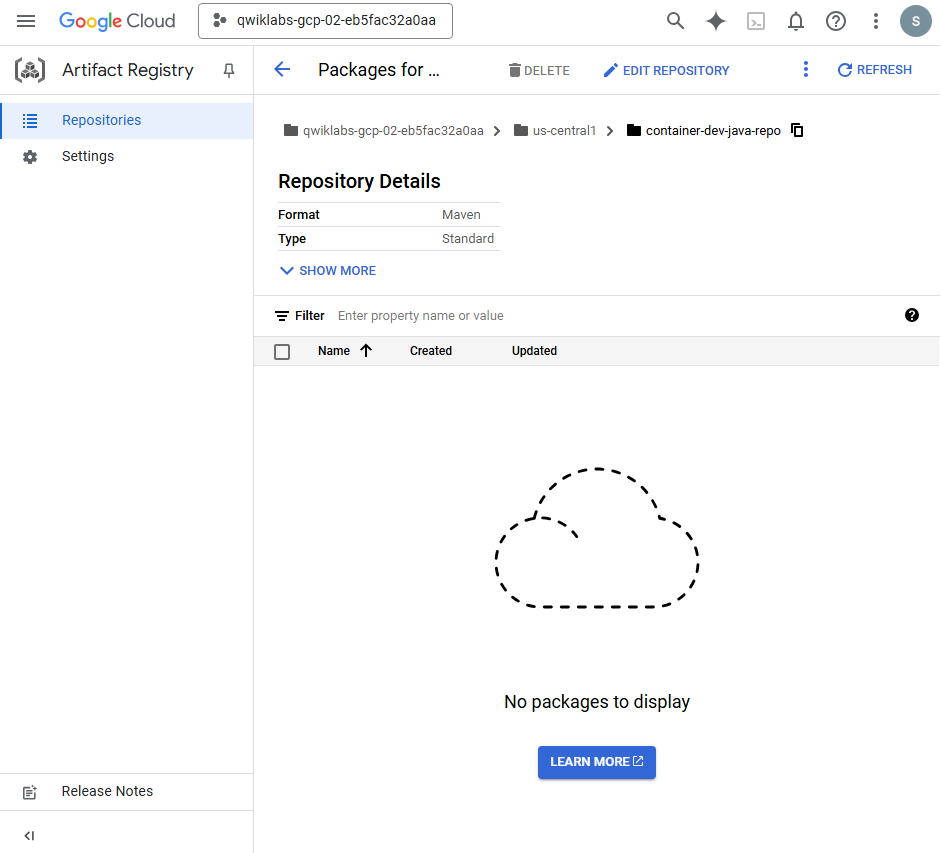 Google Cloud
qwiklabs-gcp-02-eb5fac32a0aa
S
Artifact Registry
Packages for ...
DELETE
EDIT REPOSITORY
REFRESH
Repositories
Settings
qwiklabs-gcp-02-eb5fac32a0aa > us-central1 > container-dev-java-repo
Repository Details
Format Maven
Type Standard
SHOW MORE
Filter Enter property name or value
Name Created Updated
No packages to display
LEARN MORE
Release Notes